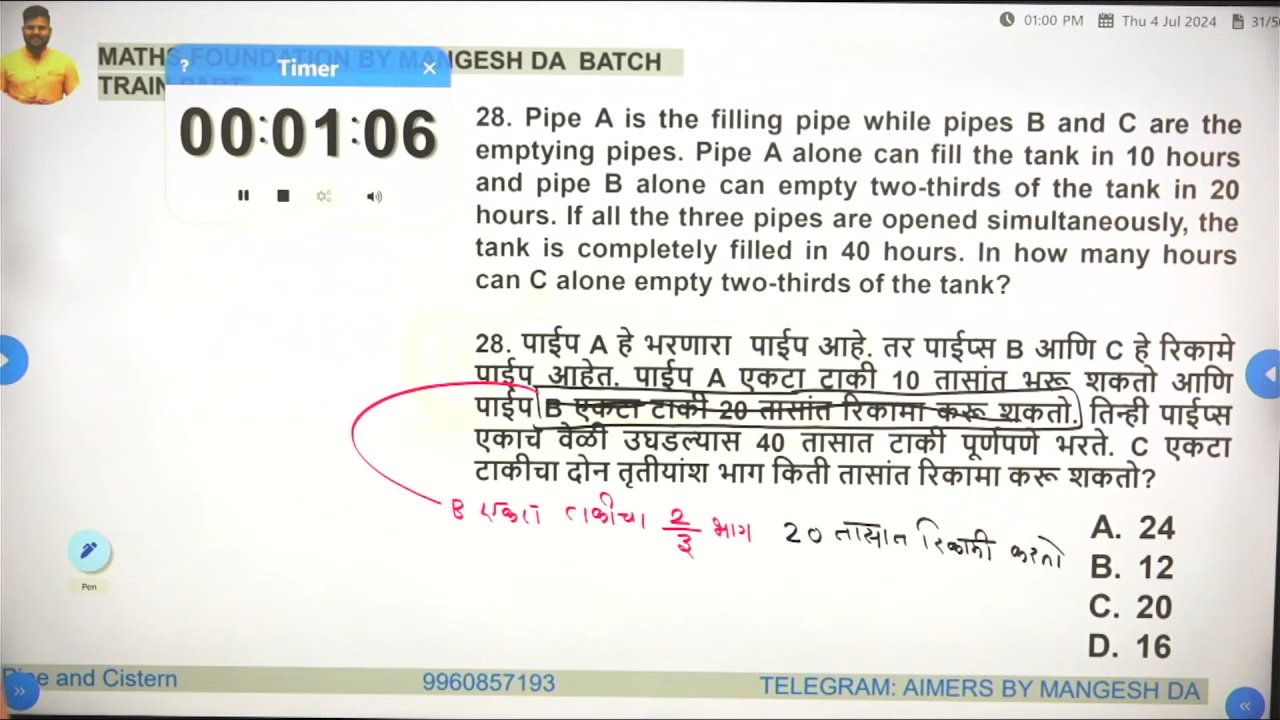 01:00 PM Thu 4 Jul 2024 31/5
MATHS FOUNDATION BY MANGESH DA BATCH
TRAIN PART
? Timer ×
00:01:06
28. Pipe A is the filling pipe while pipes B and C are the
emptying pipes. Pipe A alone can fill the tank in 10 hours
and pipe B alone can empty two-thirds of the tank in 20
hours. If all the three pipes are opened simultaneously, the
tank is completely filled in 40 hours. In how many hours
can C alone empty two-thirds of the tank?
28. पाईप A हे भरणारा पाईप आहे. तर पाईप्स B आणि C हे रिकामे
पाईप आहेत. पाईप A एकटा टाकी 10 तासांत भरू शकतो आणि
पाईप B एकटा टाकी 20 तासांत रिकामा करू शकतो. तिन्ही पाईप्स
एकाचे वेळी उघडल्यास 40 तासात टाकी पूर्णपणे भरते. C एकटा
टाकीचा दोन तृतीयांश भाग किती तासांत रिकामा करू शकतो?
B एकटा टाकीचा 2/3 भाग 20 तासात रिकामी करतो
A. 24
B. 12
C. 20
D. 16
Pen
Pipe and Cistern 9960857193 TELEGRAM: AIMERS BY MANGESH DA